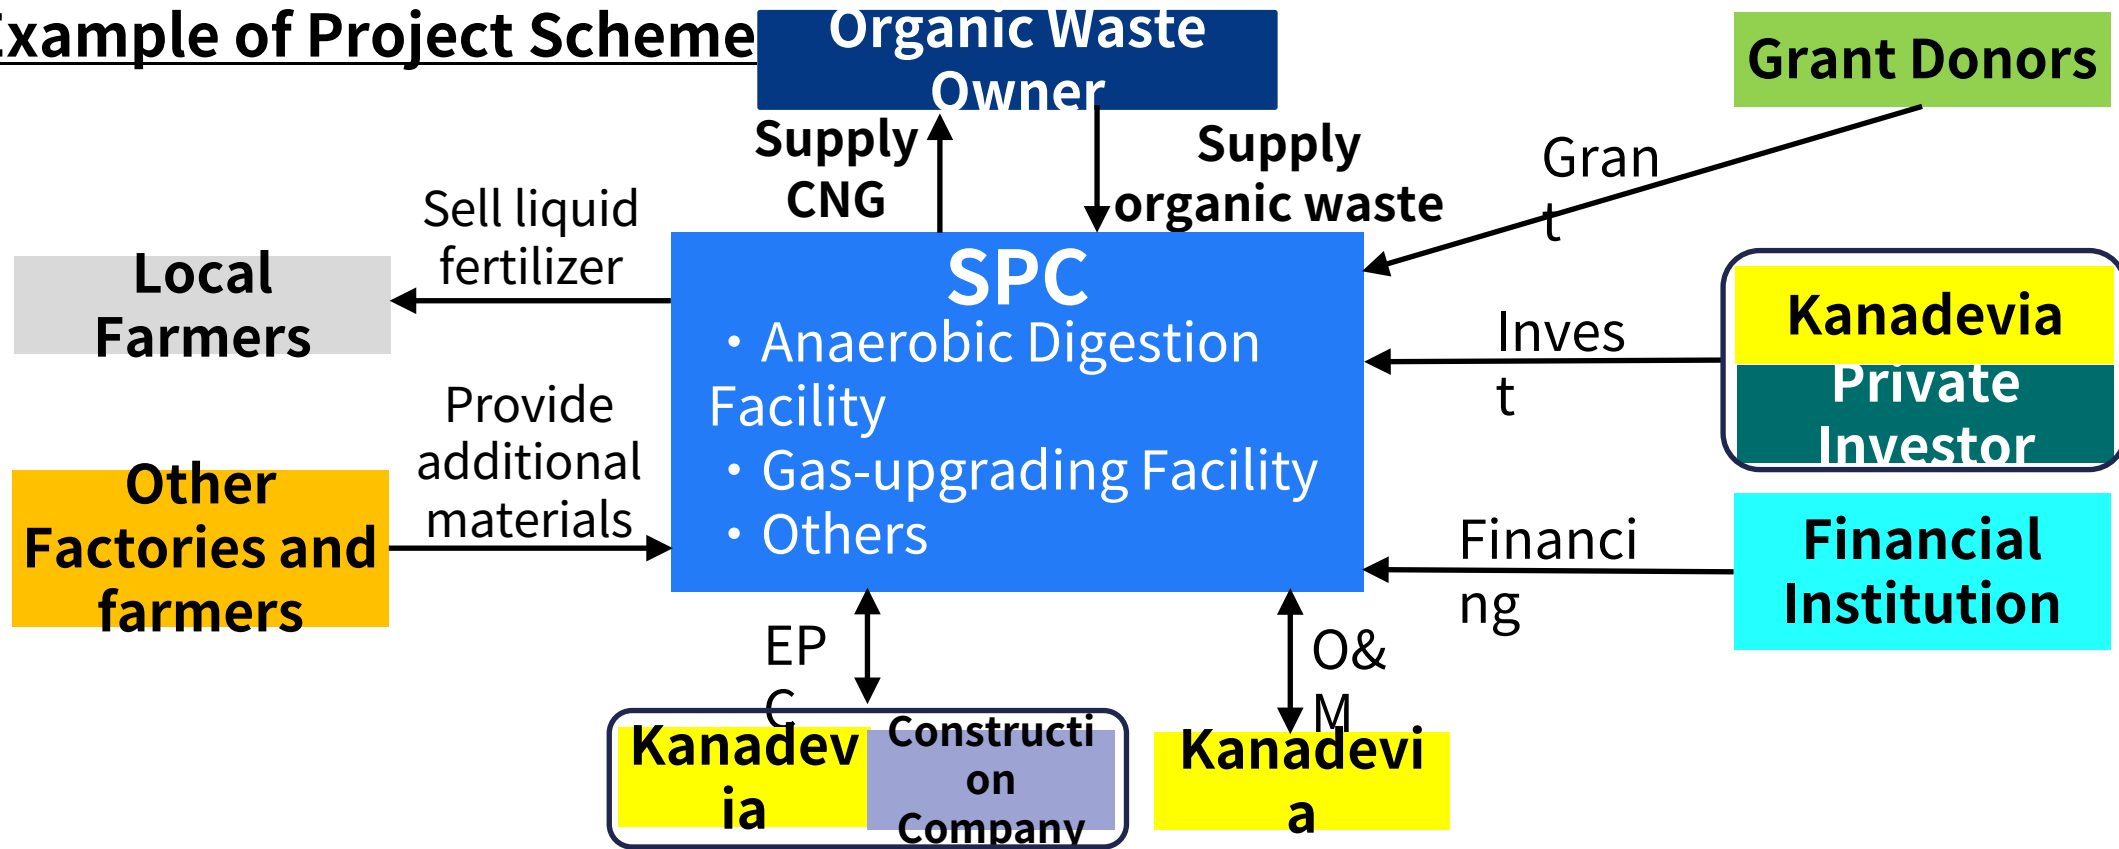 Example of Project Scheme
Organic Waste
Owner
Grant Donors
Supply
CNG
Supply
organic waste
Gran
t
Sell liquid
fertilizer
Local
Farmers
SPC
・Anaerobic Digestion
Facility
・Gas-upgrading Facility
・Others
Inves
t
Kanadevia
Private
Investor
Provide
additional
materials
Other
Factories and
farmers
Financi
ng
Financial
Institution
EP
C
O&
M
Kanadev
ia
Constructi
on
Company
Kanadevi
a